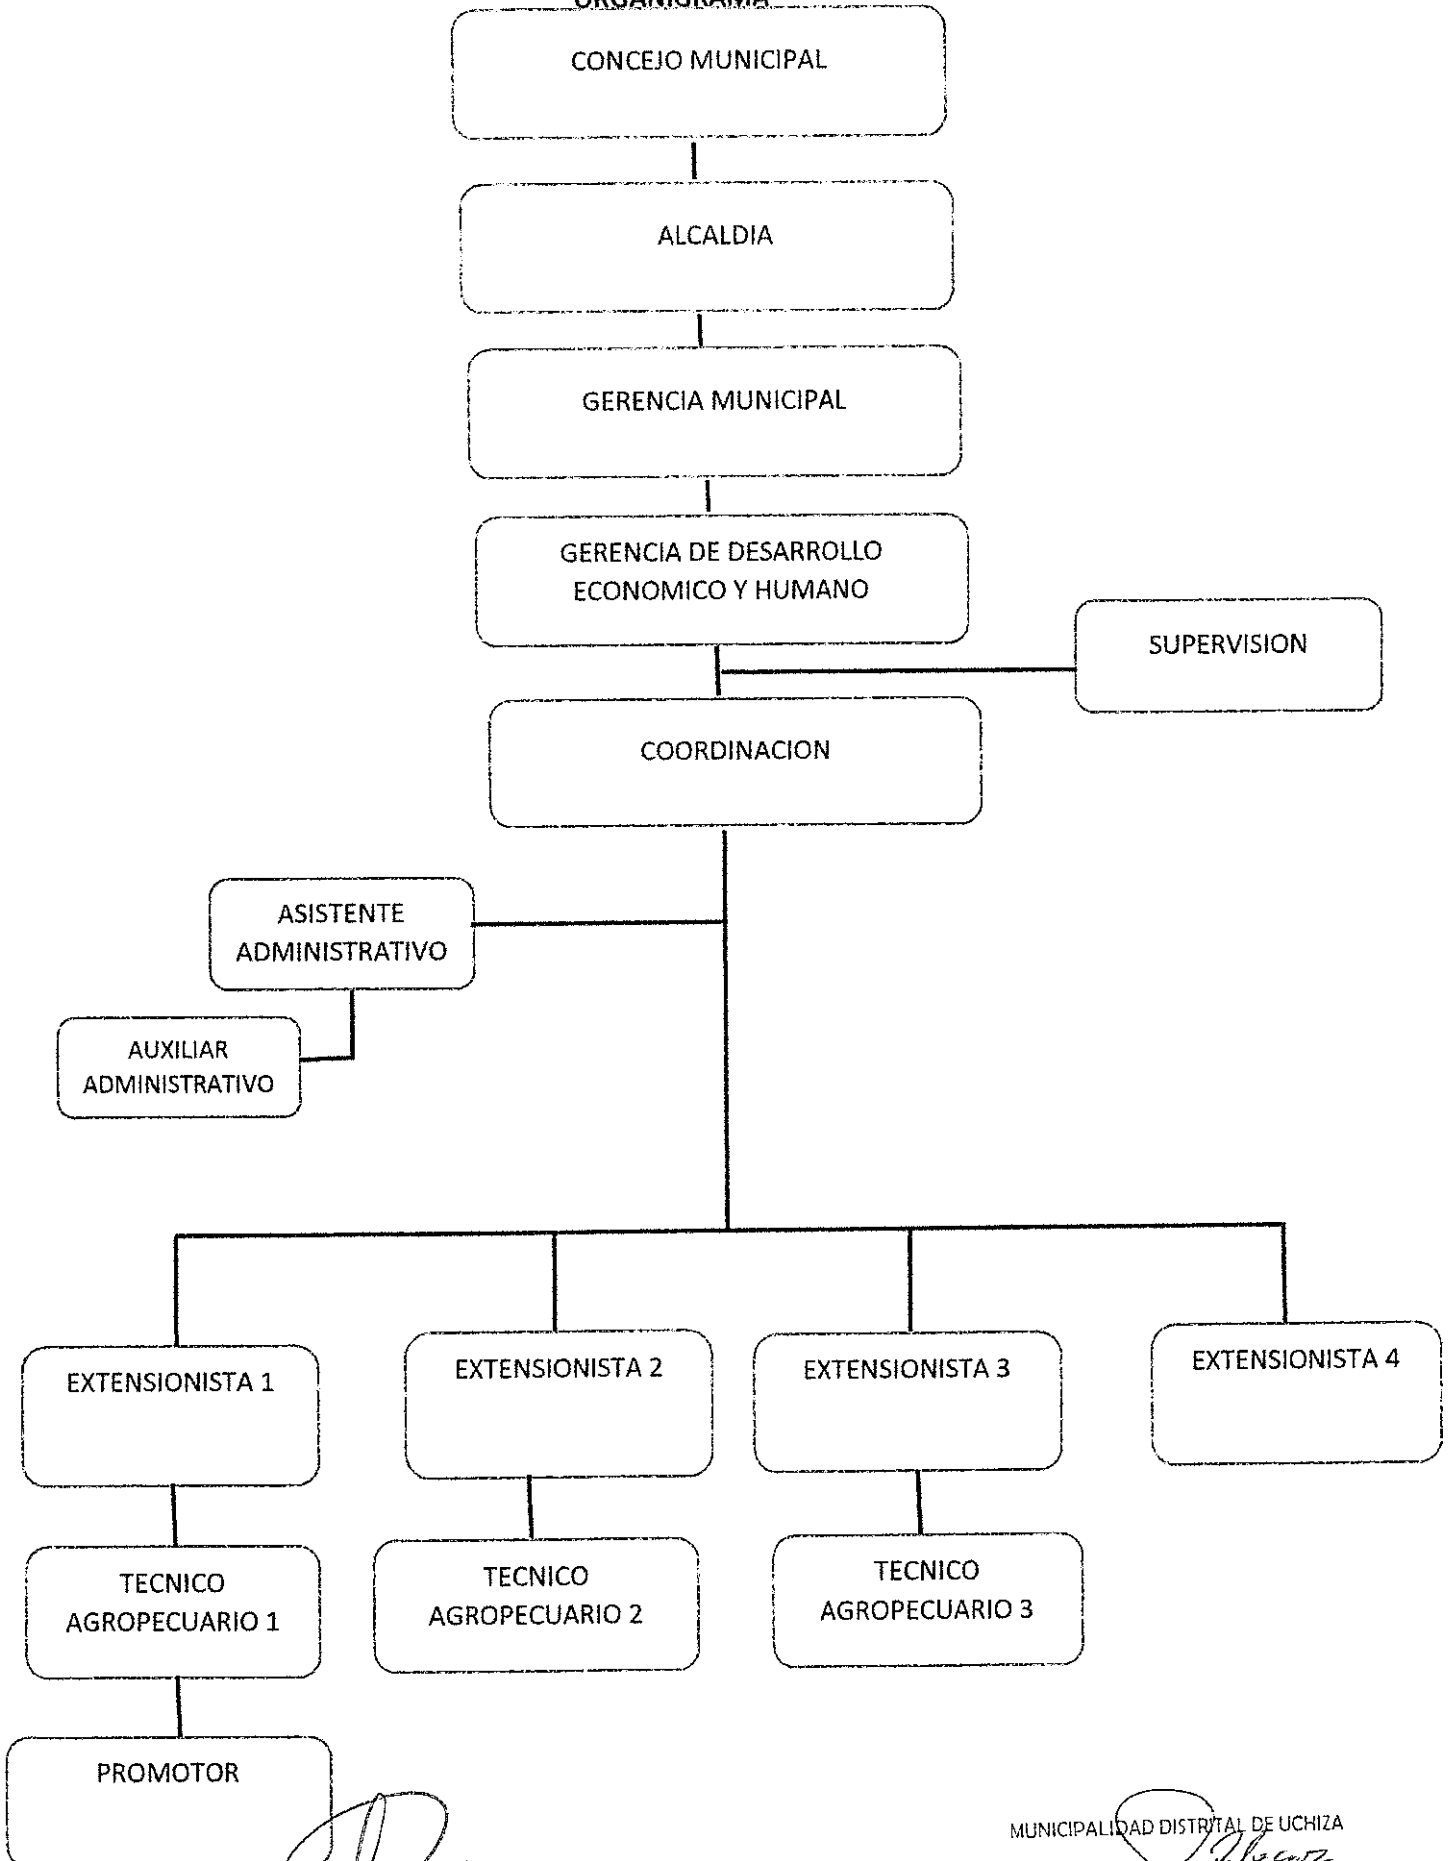 ORGANIGRAMA
CONCEJO MUNICIPAL
ALCALDIA
GERENCIA MUNICIPAL
GERENCIA DE DESARROLLO
ECONOMICO Y HUMANO
SUPERVISION
COORDINACION
ASISTENTE
ADMINISTRATIVO
AUXILIAR
ADMINISTRATIVO
EXTENSIONISTA 1
EXTENSIONISTA 2
EXTENSIONISTA 3
EXTENSIONISTA 4
TECNICO
AGROPECUARIO 1
TECNICO
AGROPECUARIO 2
TECNICO
AGROPECUARIO 3
PROMOTOR
MUNICIPALIDAD DISTRITAL DE UCHIZA